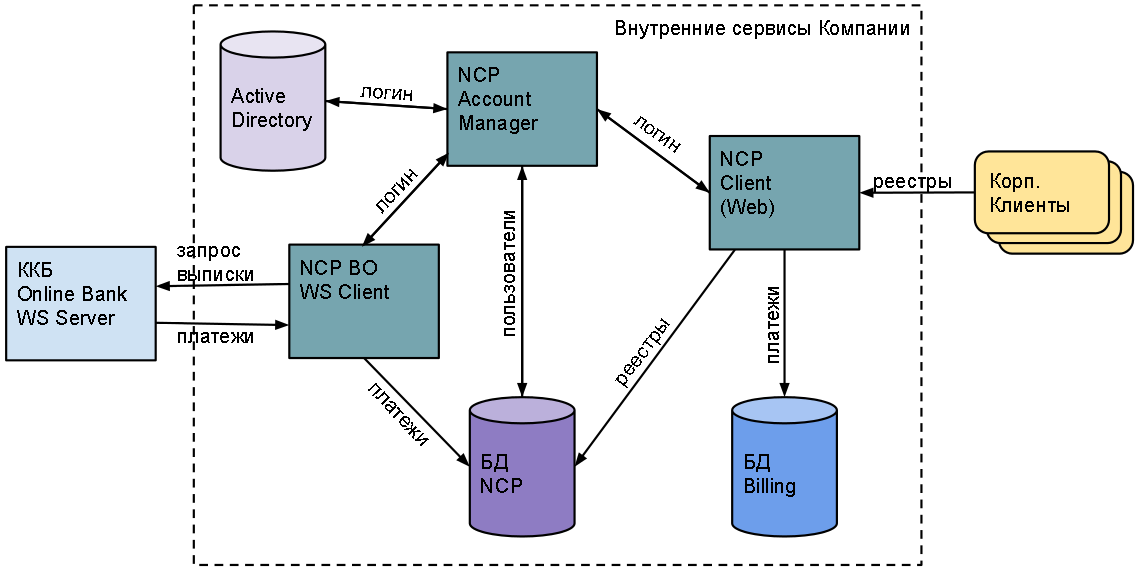 Внутренние сервисы Компании
Active
Directory
логин
NCP
Account
Manager
логин
NCP
Client
(Web)
реестры
Корп.
Клиенты
логин
пользователи
ККБ
Online Bank
WS Server
запрос
выписки
платежи
NCP BO
WS Client
платежи
реестры
платежи
БД
NCP
БД
Billing